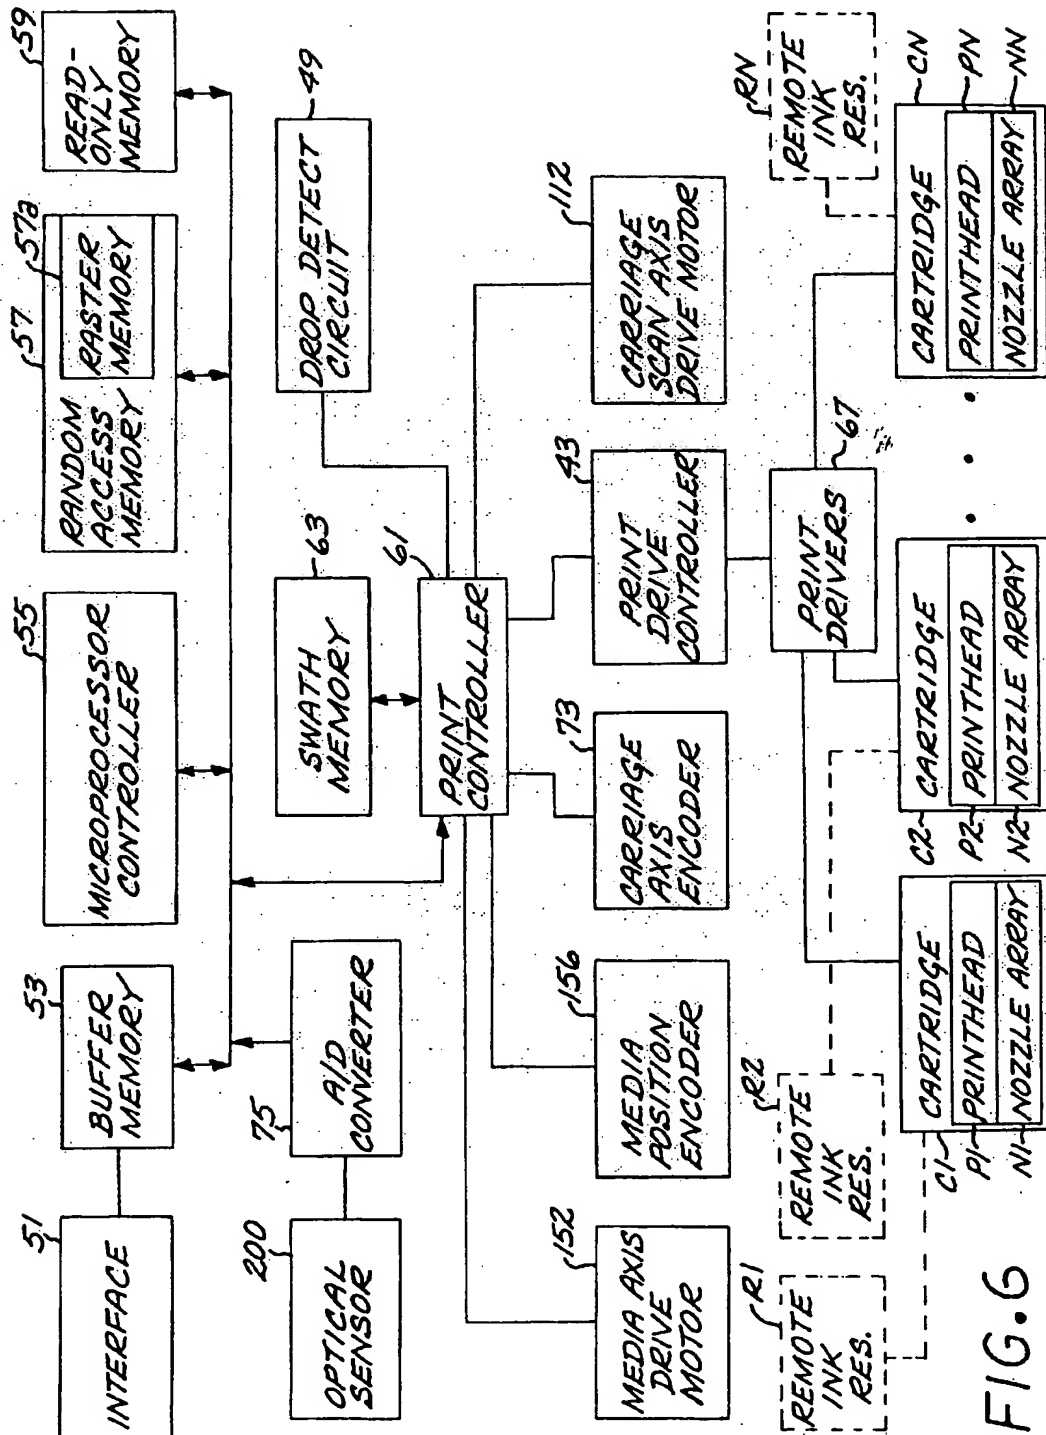 51
INTERFACE
53
BUFFER
MEMORY
55
MICROPROCESSOR
CONTROLLER
57
RANDOM
ACCESS
MEMORY
57a
RASTER
MEMORY
59
READ-
ONLY
MEMORY
200
OPTICAL
SENSOR
75
A/D
CONVERTER
63
SWATH
MEMORY
49
DROP DETECT
CIRCUIT
61
PRINT
CONTROLLER
152
MEDIA AXIS
DRIVE
MOTOR
156
MEDIA
POSITION
ENCODER
73
CARRIAGE
AXIS
ENCODER
43
PRINT
DRIVE
CONTROLLER
112
CARRIAGE
SCAN AXIS
DRIVE MOTOR
R1
REMOTE
INK
RES.
R2
REMOTE
INK
RES.
67
PRINT
DRIVERS
RN
REMOTE
INK
RES.
C1
CARTRIDGE
P1
PRINTHEAD
N1
NOZZLE ARRAY
C2
CARTRIDGE
P2
PRINTHEAD
N2
NOZZLE ARRAY
. . .
CARTRIDGE
CN
PRINTHEAD
PN
NOZZLE ARRAY
NN
FIG.6